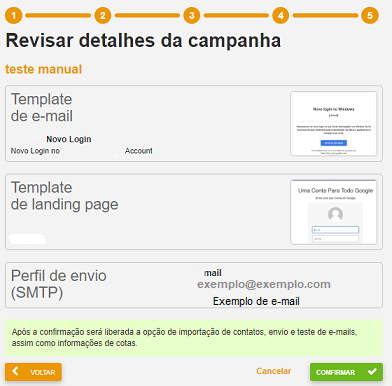 1 2 3 4 5
Revisar detalhes da campanha
teste manual
Template
de e-mail
Novo Login
Novo Login no Account
Novo login no Windows
Template
de landing page
Uma Conta Para Todo Google
Perfil de envio
(SMTP)
mail
exemplo@exemplo.com
Exemplo de e-mail
Após a confirmação será liberada a opção de importação de contatos, envio e teste de e-mails,
assim como informações de cotas.
VOLTAR
Cancelar
CONFIRMAR